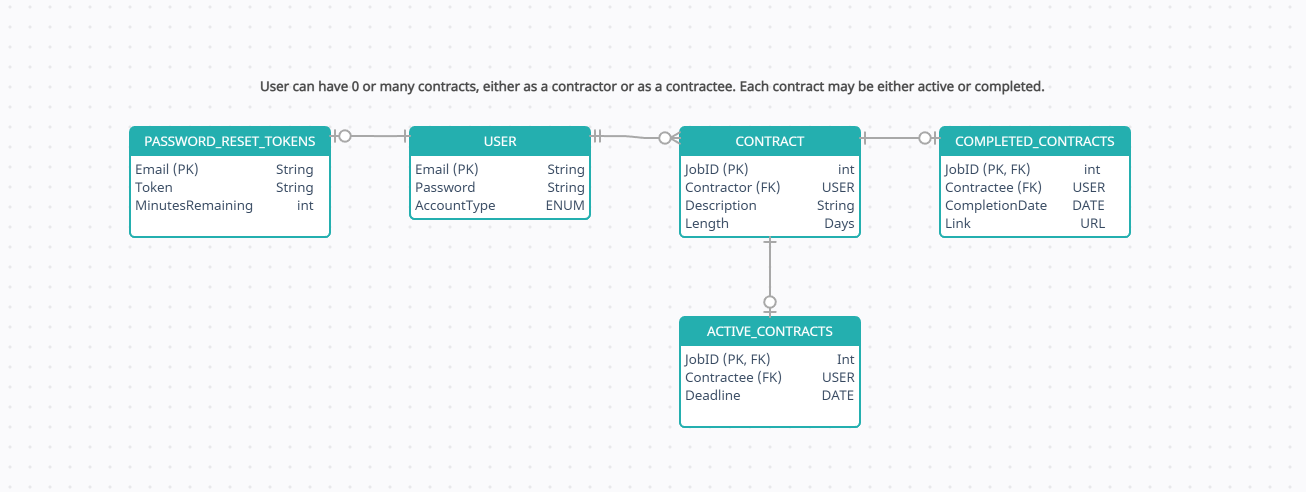 User can have 0 or many contracts, either as a contractor or as a contractee. Each contract may be either active or completed.
PASSWORD_RESET_TOKENS
Email (PK) String
Token String
MinutesRemaining int
USER
Email (PK) String
Password String
AccountType ENUM
CONTRACT
JobID (PK) int
Contractor (FK) USER
Description String
Length Days
COMPLETED_CONTRACTS
JobID (PK, FK) int
Contractee (FK) USER
CompletionDate DATE
Link URL
ACTIVE_CONTRACTS
JobID (PK, FK) Int
Contractee (FK) USER
Deadline DATE